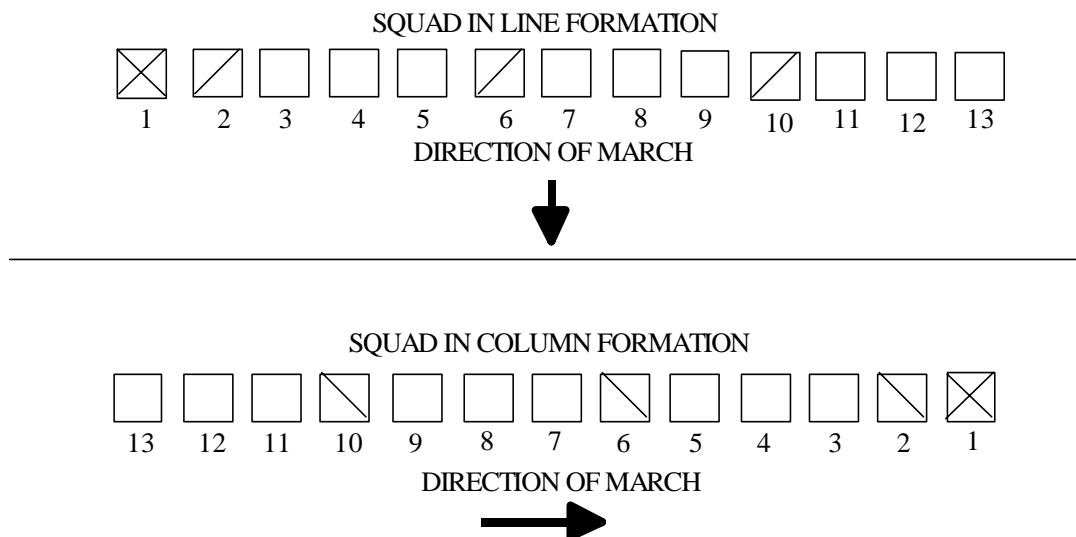 SQUAD IN LINE FORMATION
1 2 3 4 5 6 7 8 9 10 11 12 13
DIRECTION OF MARCH
SQUAD IN COLUMN FORMATION
13 12 11 10 9 8 7 6 5 4 3 2 1
DIRECTION OF MARCH